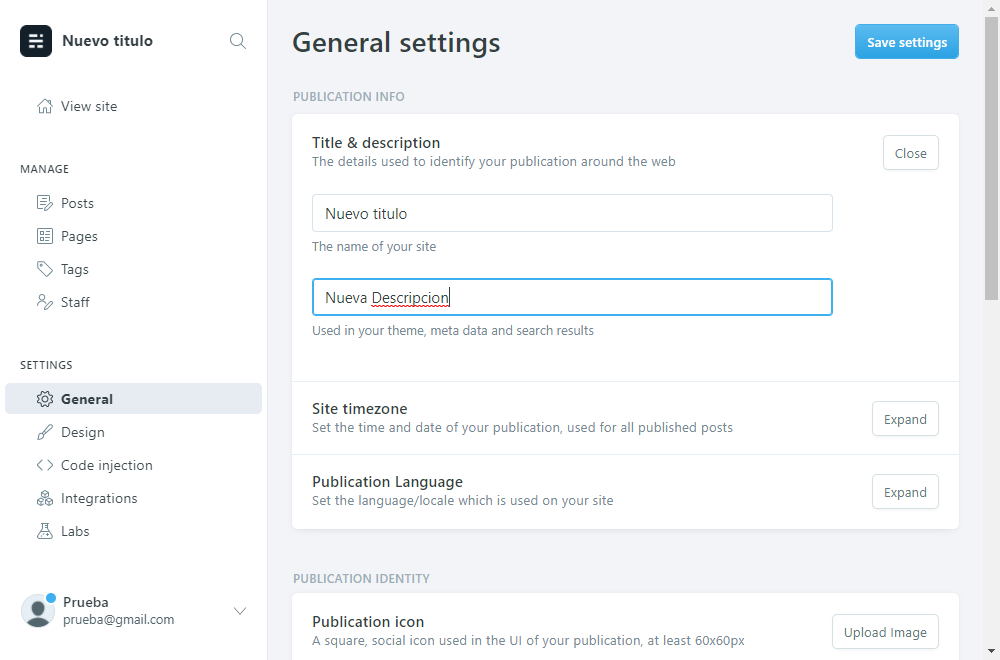 Nuevo titulo
View site
MANAGE
Posts
Pages
Tags
Staff
SETTINGS
General
Design
Code injection
Integrations
Labs
Prueba
prueba@gmail.com
General settings
Save settings
PUBLICATION INFO
Title & description
The details used to identify your publication around the web
Close
Nuevo titulo
The name of your site
Nueva Descripcion
Used in your theme, meta data and search results
Site timezone
Set the time and date of your publication, used for all published posts
Expand
Publication Language
Set the language/locale which is used on your site
Expand
PUBLICATION IDENTITY
Publication icon
A square, social icon used in the UI of your publication, at least 60x60px
Upload Image